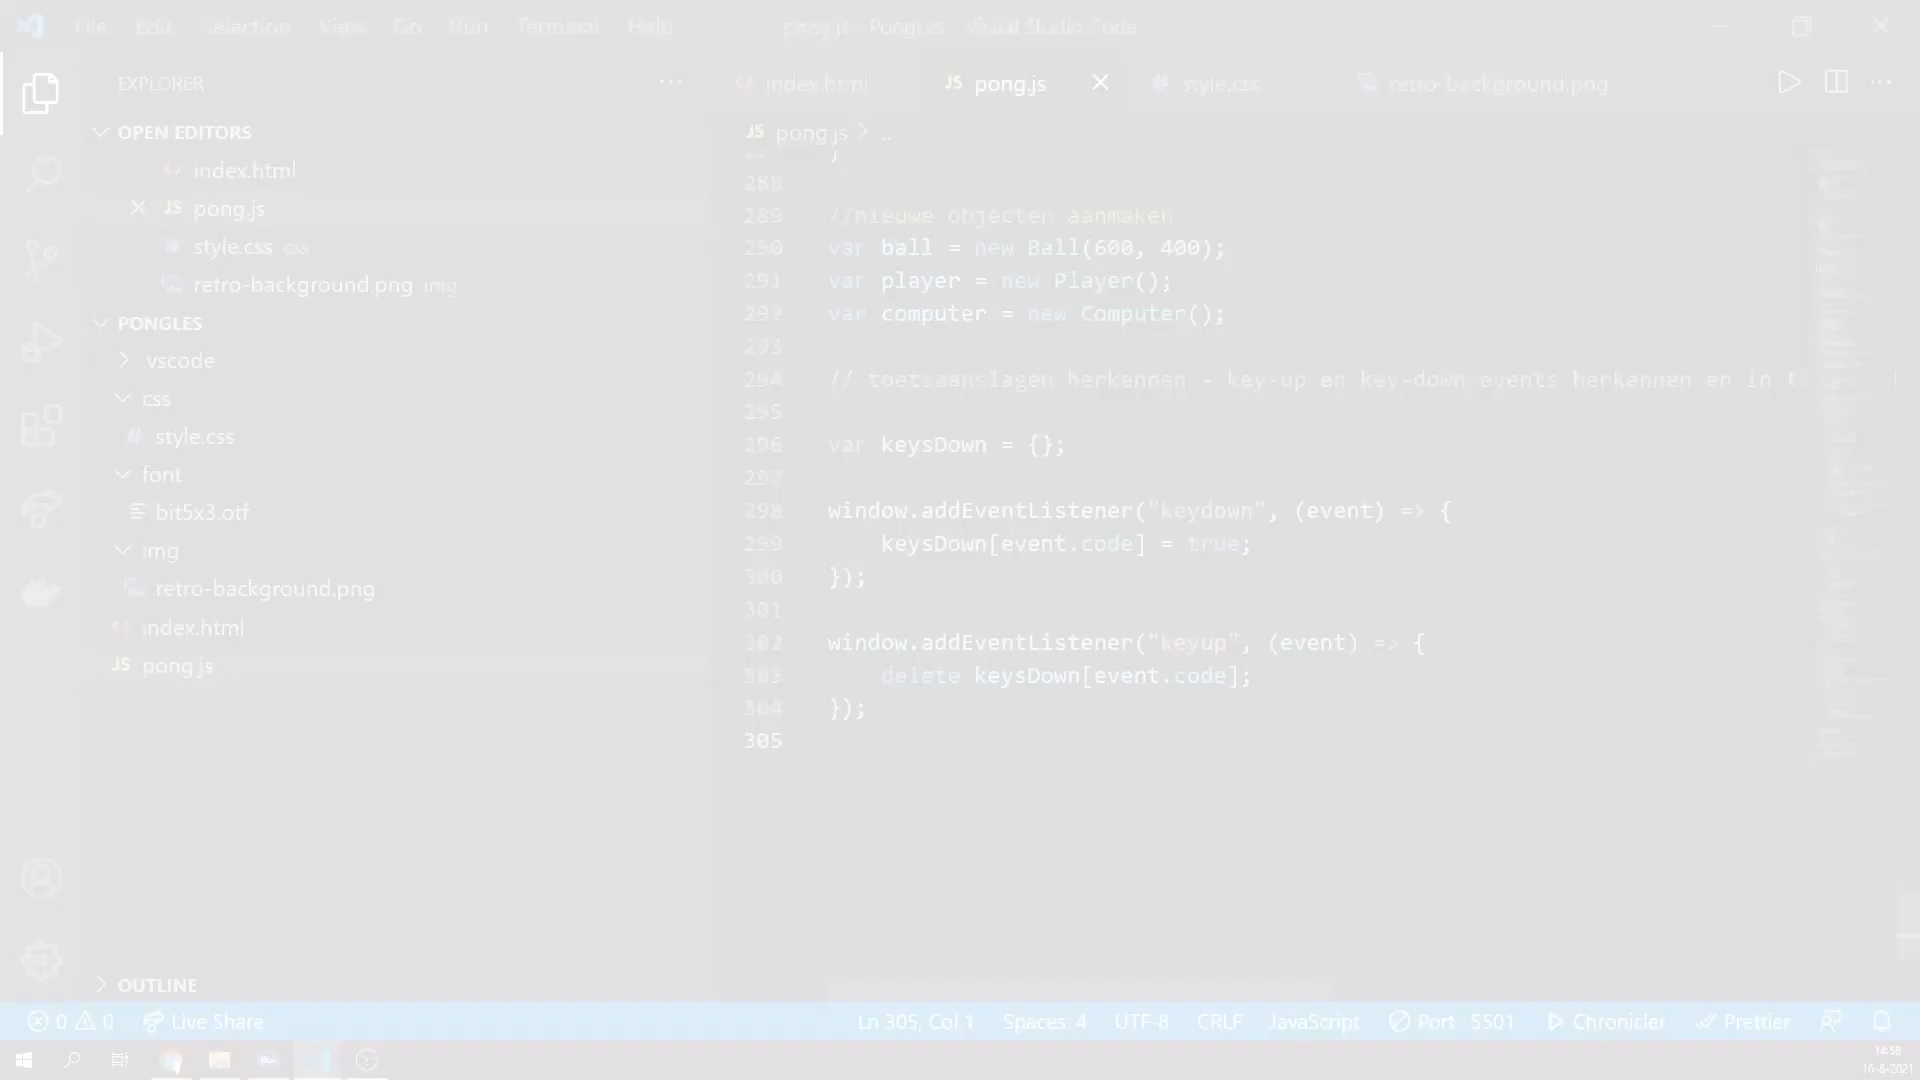 File Edit Selection View Go Run Terminal Help
pong.js - PongLes - Visual Studio Code
EXPLORER
OPEN EDITORS
index.html
pong.js
style.css css
retro-background.png img
PONGLES
.vscode
css
style.css
font
bit5x3.otf
img
retro-background.png
index.html
JS pong.js
OUTLINE
index.html
JS pong.js
style.css
retro-background.png
JS pong.js > ..
288
289 //nieuwe objecten aanmaken
290 var ball = new Ball(600, 400);
291 var player = new Player();
292 var computer = new Computer();
293
294 // toetsaanslagen herkennen - key-up en key-down events herkennen en in
295
296 var keysDown = {};
297
298 window.addEventListener("keydown", (event) => {
299 keysDown[event.code] = true;
300 });
301
302 window.addEventListener("keyup", (event) => {
303 delete keysDown[event.code];
304 });
305
0 0 Live Share Ln 305, Col 1 Spaces: 4 UTF-8 CRLF JavaScript Port : 5501 Chronicler Prettier
14:58
16-8-2021